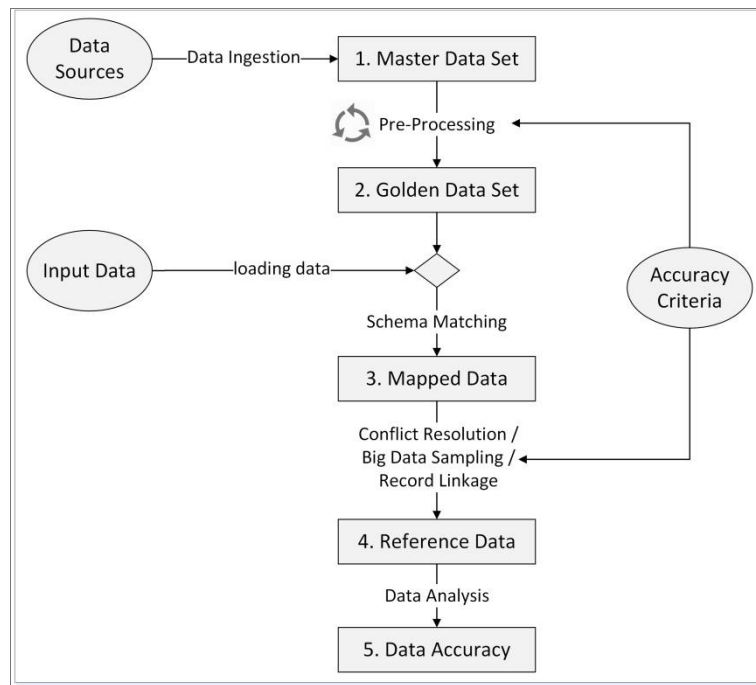 Data
Sources
Data Ingestion
1. Master Data Set
Pre-Processing
2. Golden Data Set
Input Data
loading data
Accuracy
Criteria
Schema Matching
3. Mapped Data
Conflict Resolution /
Big Data Sampling /
Record Linkage
4. Reference Data
Data Analysis
5. Data Accuracy